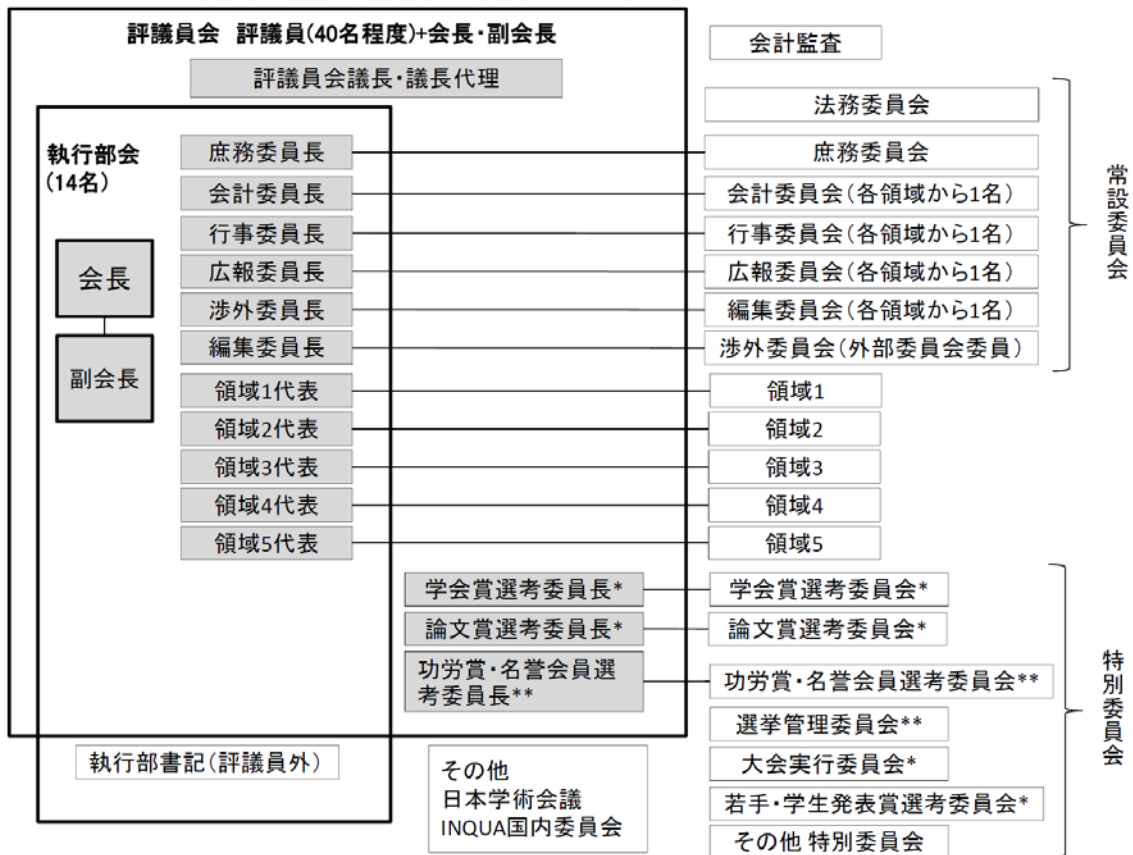 評議員会 評議員(40名程度)+会長・副会長
評議員会議長・議長代理
執行部会
(14名)
会長
副会長
庶務委員長
会計委員長
行事委員長
広報委員長
渉外委員長
編集委員長
領域1代表
領域2代表
領域3代表
領域4代表
領域5代表
学会賞選考委員長*
論文賞選考委員長*
功労賞・名誉会員選
考委員長**
執行部書記(評議員外)
その他
日本学術会議
INQUA国内委員会
会計監査
法務委員会
庶務委員会
会計委員会(各領域から1名)
行事委員会(各領域から1名)
広報委員会(各領域から1名)
編集委員会(各領域から1名)
渉外委員会(外部委員会委員)
常設委員会
領域1
領域2
領域3
領域4
領域5
学会賞選考委員会*
論文賞選考委員会*
功労賞・名誉会員選考委員会**
選挙管理委員会**
大会実行委員会*
若手・学生発表賞選考委員会*
その他 特別委員会
特別委員会